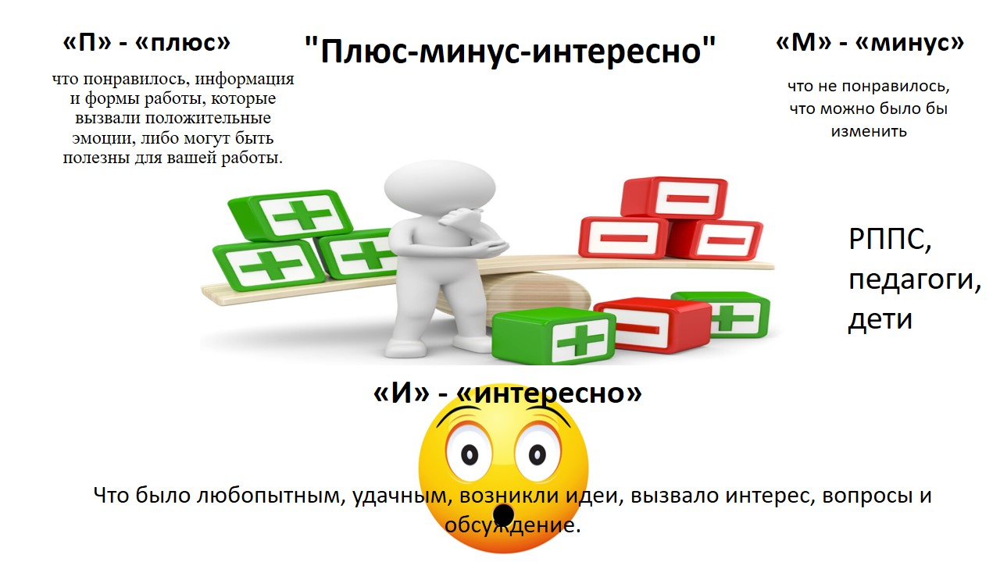 «П» - «плюс»
что понравилось, информация
и формы работы, которые
вызвали положительные
эмоции, либо могут быть
полезны для вашей работы.
"Плюс-минус-интересно"
«М» - «минус»
что не понравилось,
что можно было бы
изменить
РППС,
педагоги,
дети
«И» - «интересно»
Что было любопытным, удачным, возникли идеи, вызвало интерес, вопросы и
обсуждение.